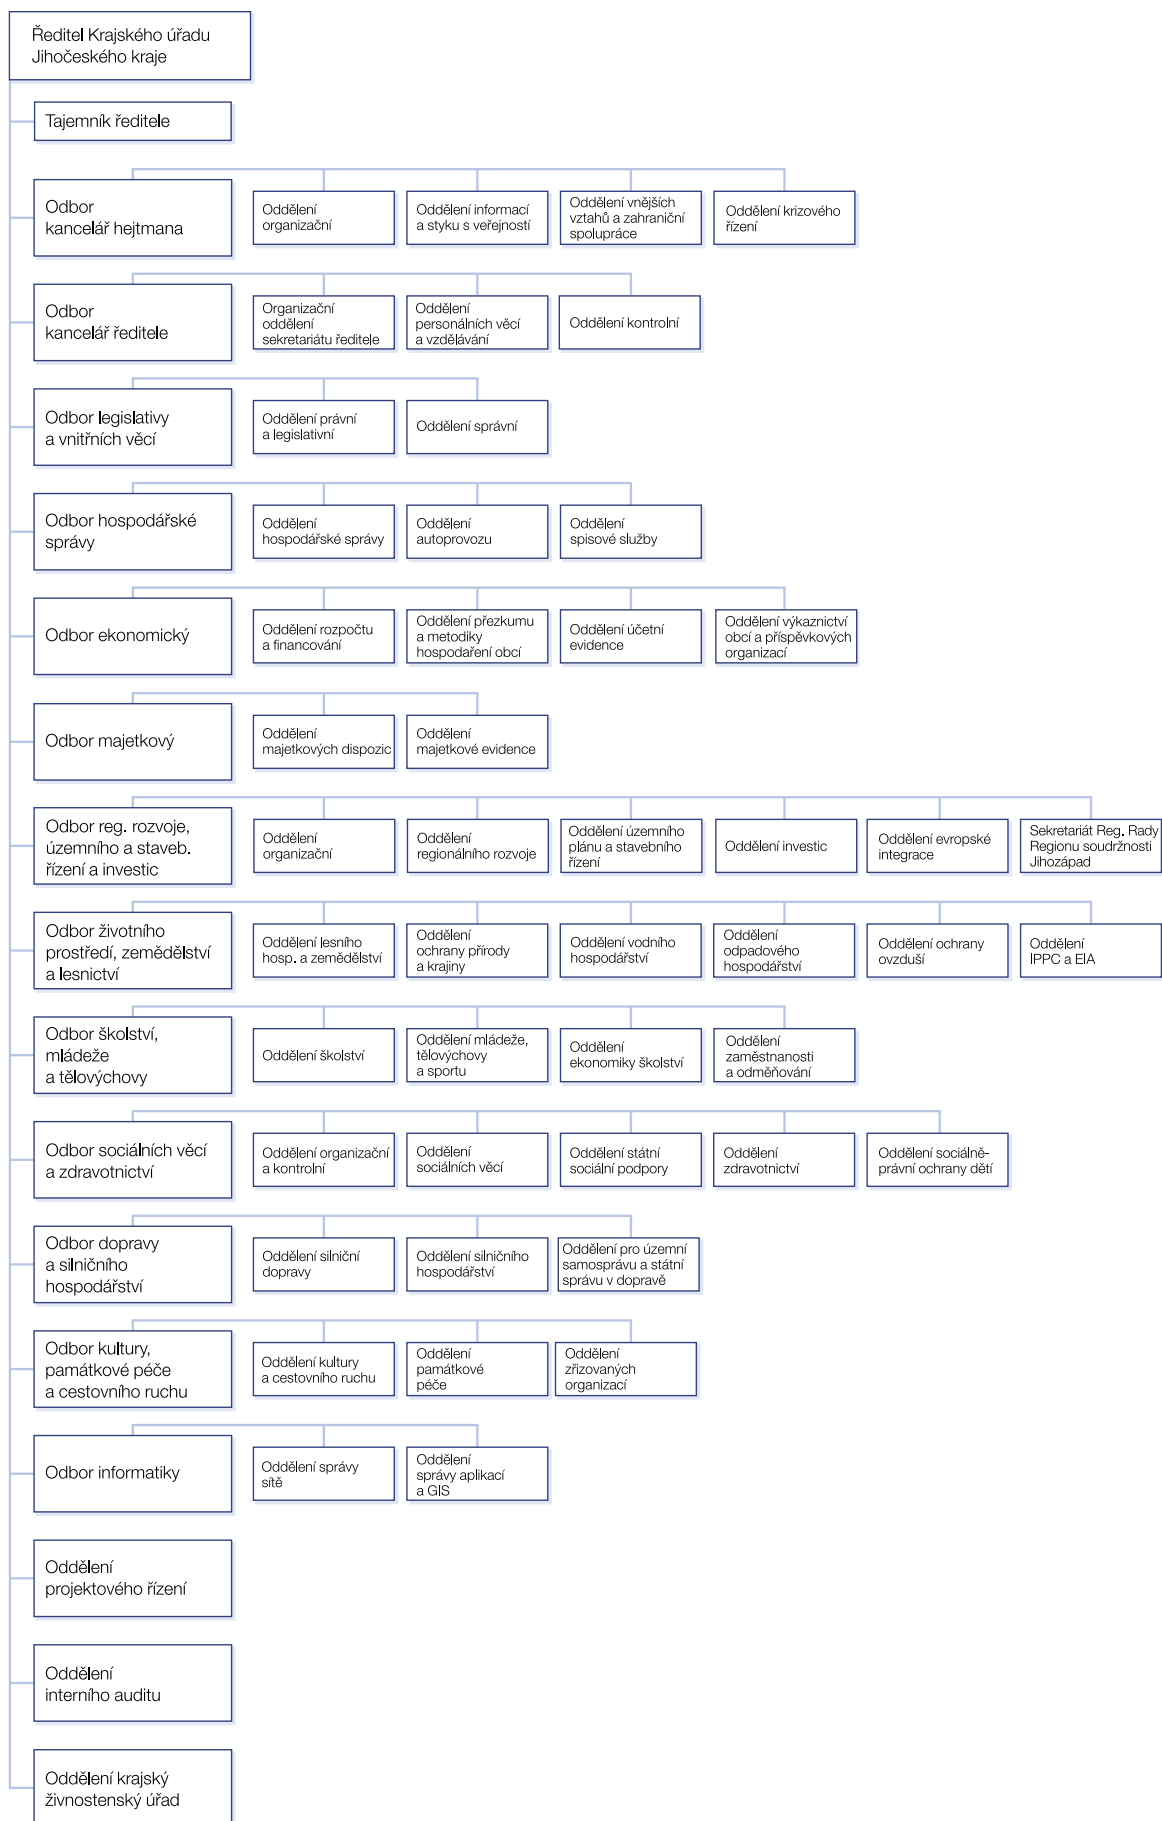 Ředitel Krajského úřadu
Jihočeského kraje
Tajemník ředitele
Odbor
kancelář hejtmana
Oddělení
organizační
Oddělení informací
a styku s veřejností
Oddělení vnějších
vztahů a zahraniční
spolupráce
Oddělení krizového
řízení
Odbor
kancelář ředitele
Organizační
oddělení
sekretariátu ředitele
Oddělení
personálních věcí
a vzdělávání
Oddělení kontrolní
Odbor legislativy
a vnitřních věcí
Oddělení právní
a legislativní
Oddělení správní
Odbor hospodářské
správy
Oddělení
hospodářské správy
Oddělení
autoprovozu
Oddělení
spisové služby
Odbor ekonomický
Oddělení rozpočtu
a financování
Oddělení přezkumu
a metodiky
hospodaření obcí
Oddělení účetní
evidence
Oddělení výkaznictví
obcí a příspěvkových
organizací
Odbor majetkový
Oddělení
majetkových dispozic
Oddělení
majetkové evidence
Odbor reg. rozvoje,
územního a staveb.
řízení a investic
Oddělení
organizační
Oddělení
regionálního rozvoje
Oddělení územního
plánu a stavebního
řízení
Oddělení investic
Oddělení evropské
integrace
Sekretariát Reg. Rady
Regionu soudržnosti
Jihozápad
Odbor životního
prostředí, zemědělství
a lesnictví
Oddělení lesního
hosp. a zemědělství
Oddělení
ochrany přírody
a krajiny
Oddělení vodního
hospodářství
Oddělení
odpadového
hospodářství
Oddělení ochrany
ovzduší
Oddělení
IPPC a EIA
Odbor školství,
mládeže
a tělovýchovy
Oddělení školství
Oddělení mládeže,
tělovýchovy
a sportu
Oddělení
ekonomiky školství
Oddělení
zaměstnanosti
a odměňování
Odbor sociálních věcí
a zdravotnictví
Oddělení organizační
a kontrolní
Oddělení
sociálních věcí
Oddělení státní
sociální podpory
Oddělení
zdravotnictví
Oddělení sociálně-
právní ochrany dětí
Odbor dopravy
a silničního
hospodářství
Oddělení silniční
dopravy
Oddělení silničního
hospodářství
Oddělení pro územní
samosprávu a státní
správu v dopravě
Odbor kultury,
památkové péče
a cestovního ruchu
Oddělení kultury
a cestovního ruchu
Oddělení
památkové
péče
Oddělení
zřizovaných
organizací
Odbor informatiky
Oddělení správy
sítě
Oddělení
správy aplikací
a GIS
Oddělení
projektového řízení
Oddělení
interního auditu
Oddělení krajský
živnostenský úřad